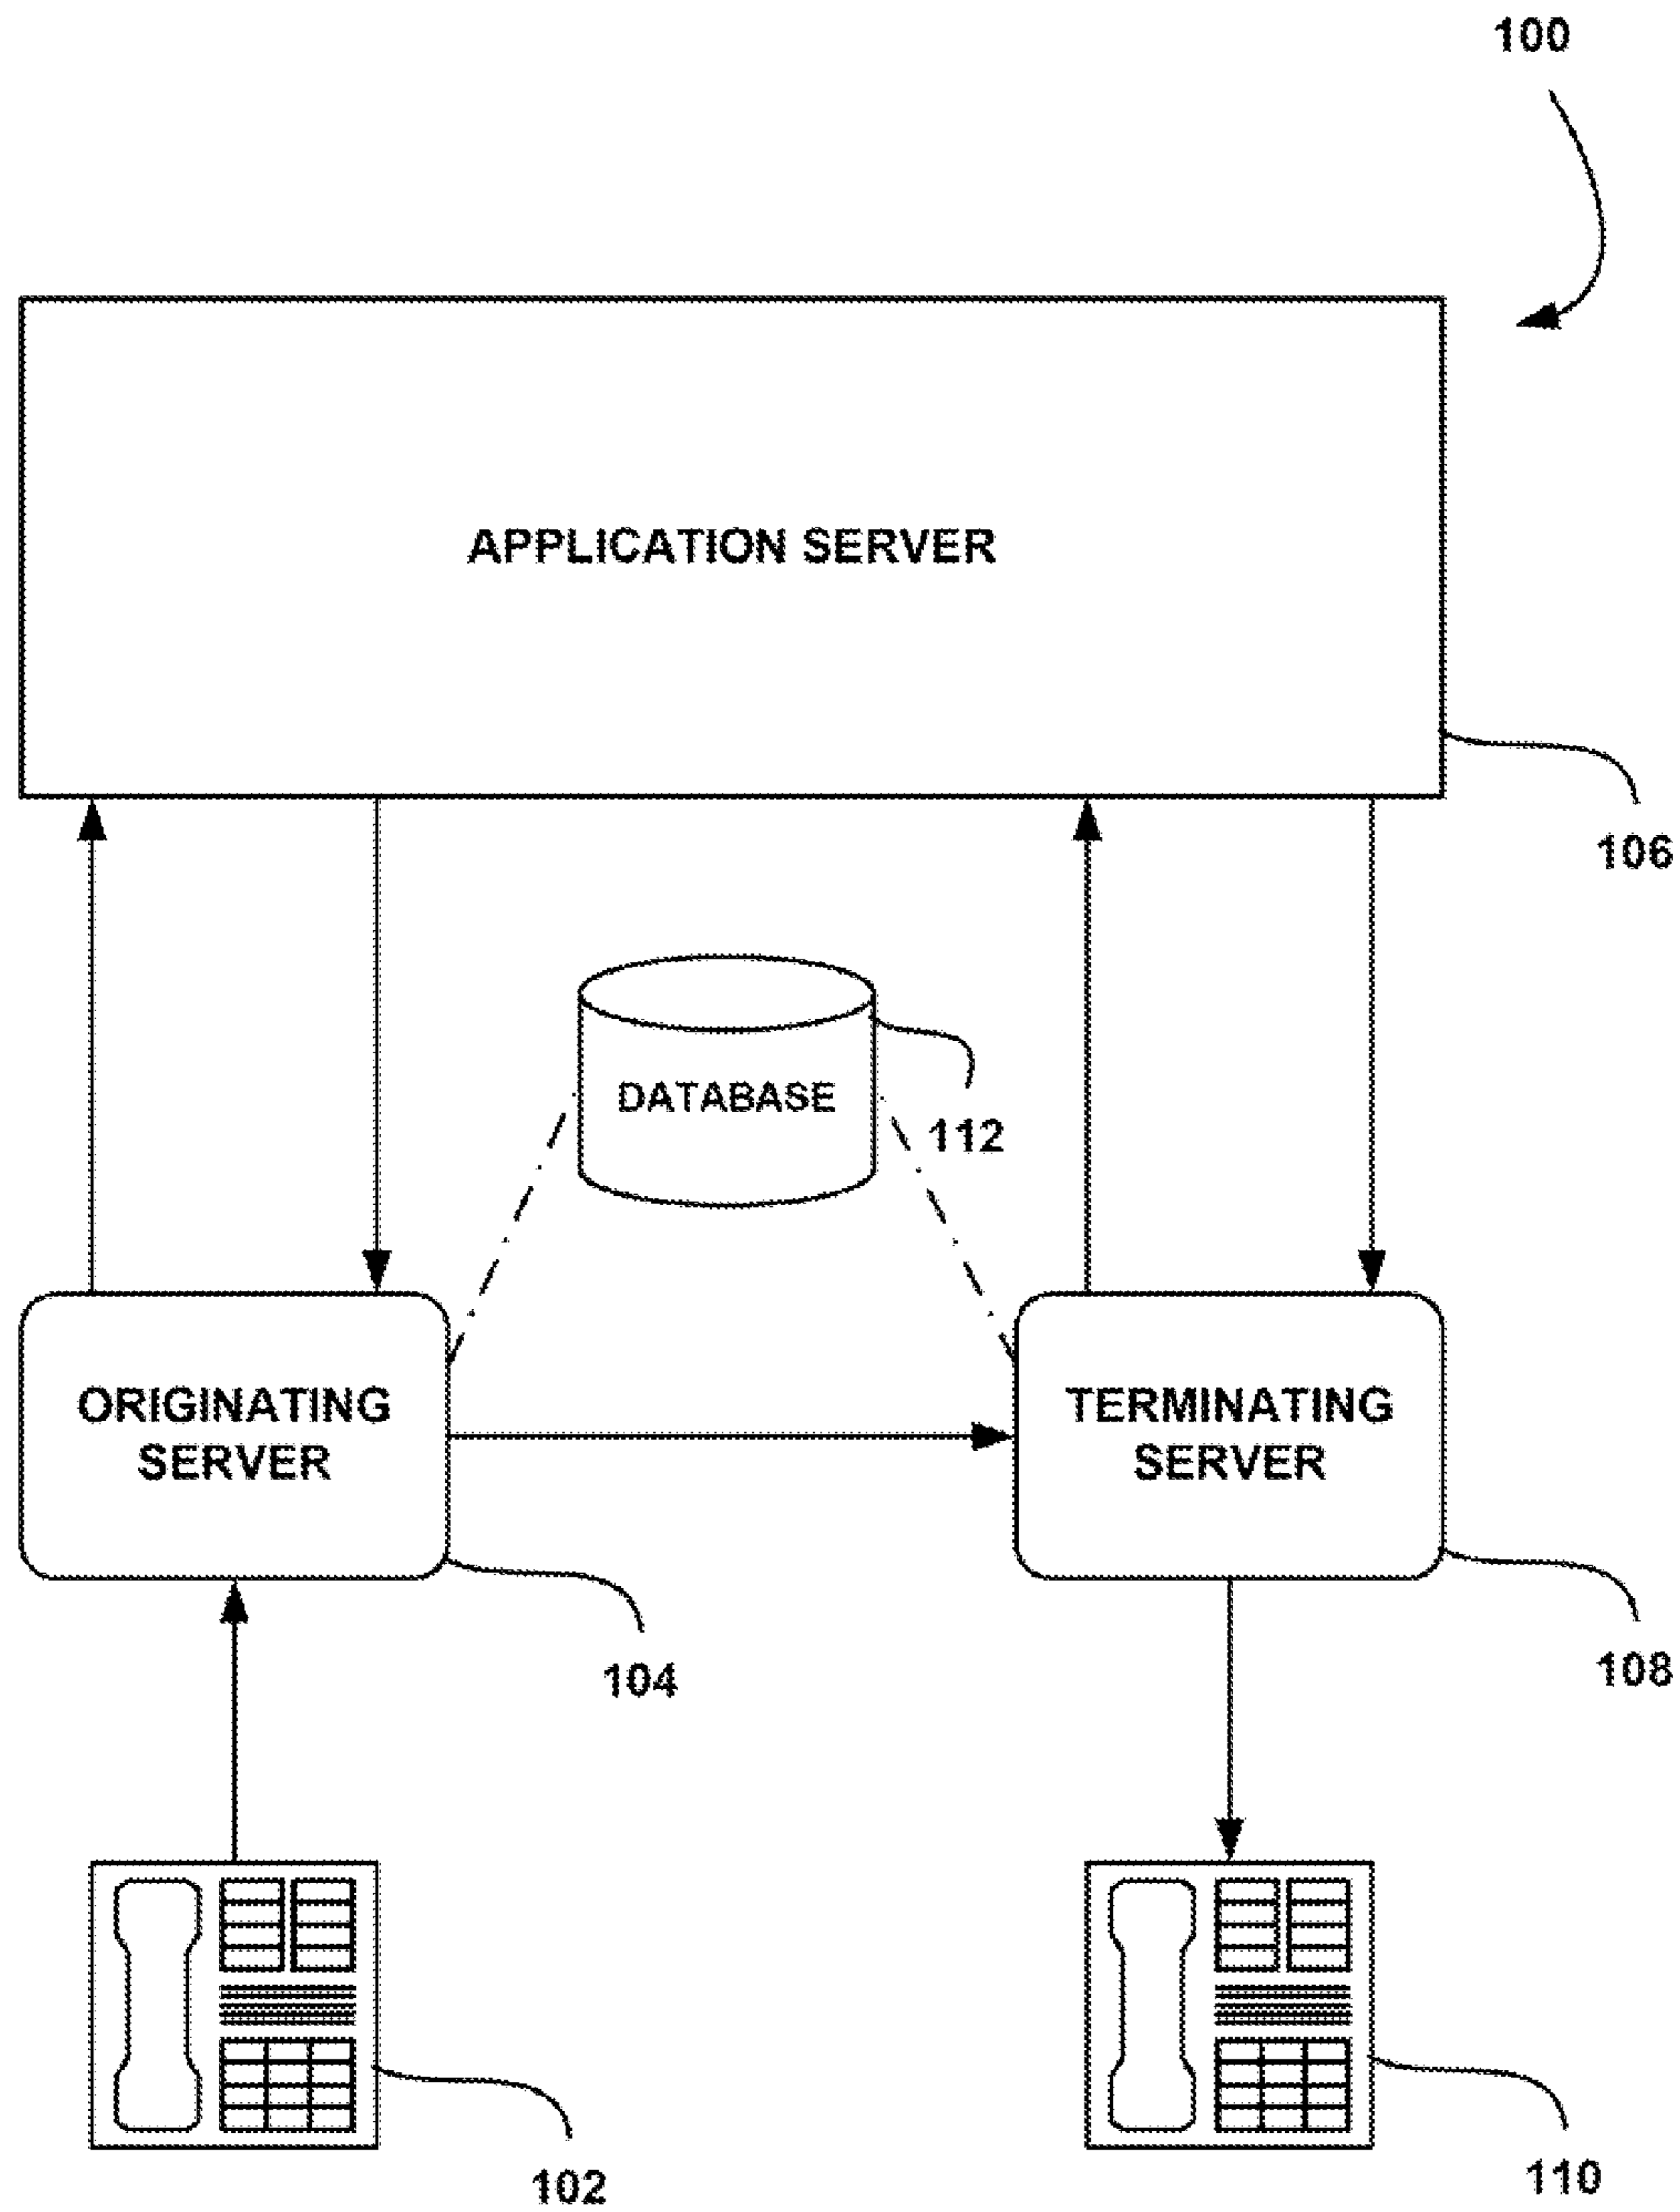 100
APPLICATION SERVER
106
DATABASE
112
ORIGINATING
SERVER
TERMINATING
SERVER
104
108
102
110